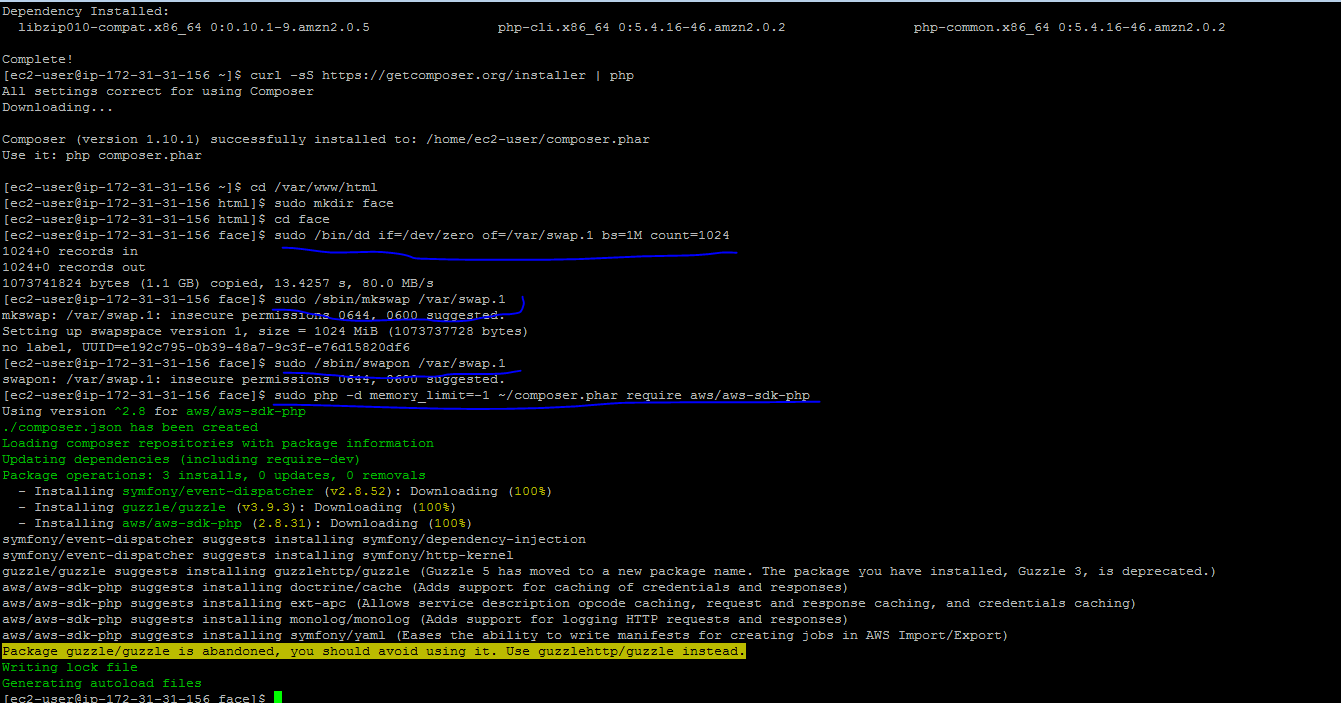 Dependency Installed:
  libzip010-compat.x86_64 0:0.10.1-9.amzn2.0.5                php-cli.x86_64 0:5.4.16-46.amzn2.0.2                php-common.x86_64 0:5.4.16-46.amzn2.0.2
Complete!
[ec2-user@ip-172-31-31-156 ~]$ curl -sS https://getcomposer.org/installer | php
All settings correct for using Composer
Downloading...
Composer (version 1.10.1) successfully installed to: /home/ec2-user/composer.phar
Use it: php composer.phar
[ec2-user@ip-172-31-31-156 ~]$ cd /var/www/html
[ec2-user@ip-172-31-31-156 html]$ sudo mkdir face
[ec2-user@ip-172-31-31-156 html]$ cd face
[ec2-user@ip-172-31-31-156 face]$ sudo /bin/dd if=/dev/zero of=/var/swap.1 bs=1M count=1024
1024+0 records in
1024+0 records out
1073741824 bytes (1.1 GB) copied, 13.4257 s, 80.0 MB/s
[ec2-user@ip-172-31-31-156 face]$ sudo /sbin/mkswap /var/swap.1
mkswap: /var/swap.1: insecure permissions 0644, 0600 suggested.
Setting up swapspace version 1, size = 1024 MiB (1073737728 bytes)
no label, UUID=e192c795-0b39-48a7-9c3f-e76d15820df6
[ec2-user@ip-172-31-31-156 face]$ sudo /sbin/swapon /var/swap.1
swapon: /var/swap.1: insecure permissions 0644, 0600 suggested.
[ec2-user@ip-172-31-31-156 face]$ sudo php -d memory_limit=-1 ~/composer.phar require aws/aws-sdk-php
Using version ^2.8 for aws/aws-sdk-php
./composer.json has been created
Loading composer repositories with package information
Updating dependencies (including require-dev)
Package operations: 3 installs, 0 updates, 0 removals
  - Installing symfony/event-dispatcher (v2.8.52): Downloading (100%)
  - Installing guzzle/guzzle (v3.9.3): Downloading (100%)
  - Installing aws/aws-sdk-php (2.8.31): Downloading (100%)
symfony/event-dispatcher suggests installing symfony/dependency-injection
symfony/event-dispatcher suggests installing symfony/http-kernel
guzzle/guzzle suggests installing guzzlehttp/guzzle (Guzzle 5 has moved to a new package name. The package you have installed, Guzzle 3, is deprecated.)
aws/aws-sdk-php suggests installing doctrine/cache (Adds support for caching of credentials and responses)
aws/aws-sdk-php suggests installing ext-apc (Allows service description opcode caching, request and response caching, and credentials caching)
aws/aws-sdk-php suggests installing monolog/monolog (Adds support for logging HTTP requests and responses)
aws/aws-sdk-php suggests installing symfony/yaml (Eases the ability to write manifests for creating jobs in AWS Import/Export)
Package guzzle/guzzle is abandoned, you should avoid using it. Use guzzlehttp/guzzle instead.
Writing lock file
Generating autoload files
[ec2-user@ip-172-31-31-156 face]$